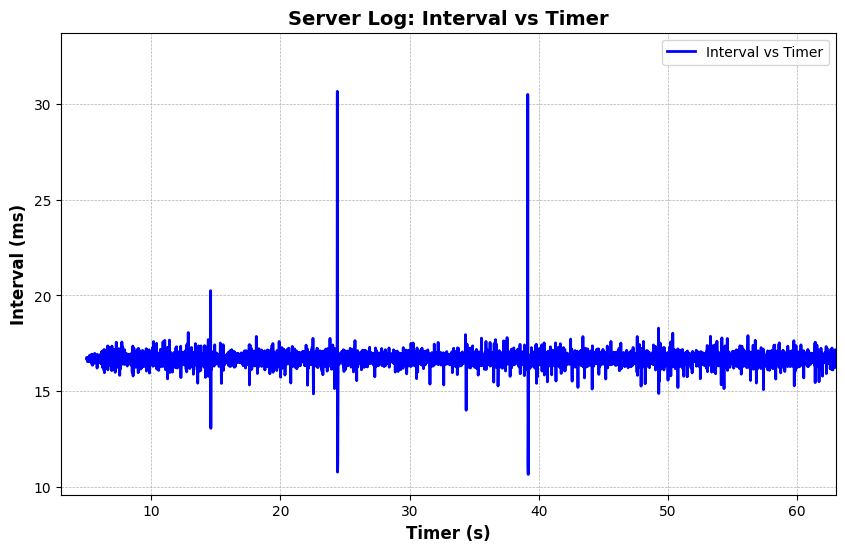 Server Log: Interval vs Timer
Interval vs Timer
30
25
20
15
10
Interval (ms)
10 20 30 40 50 60
Timer (s)